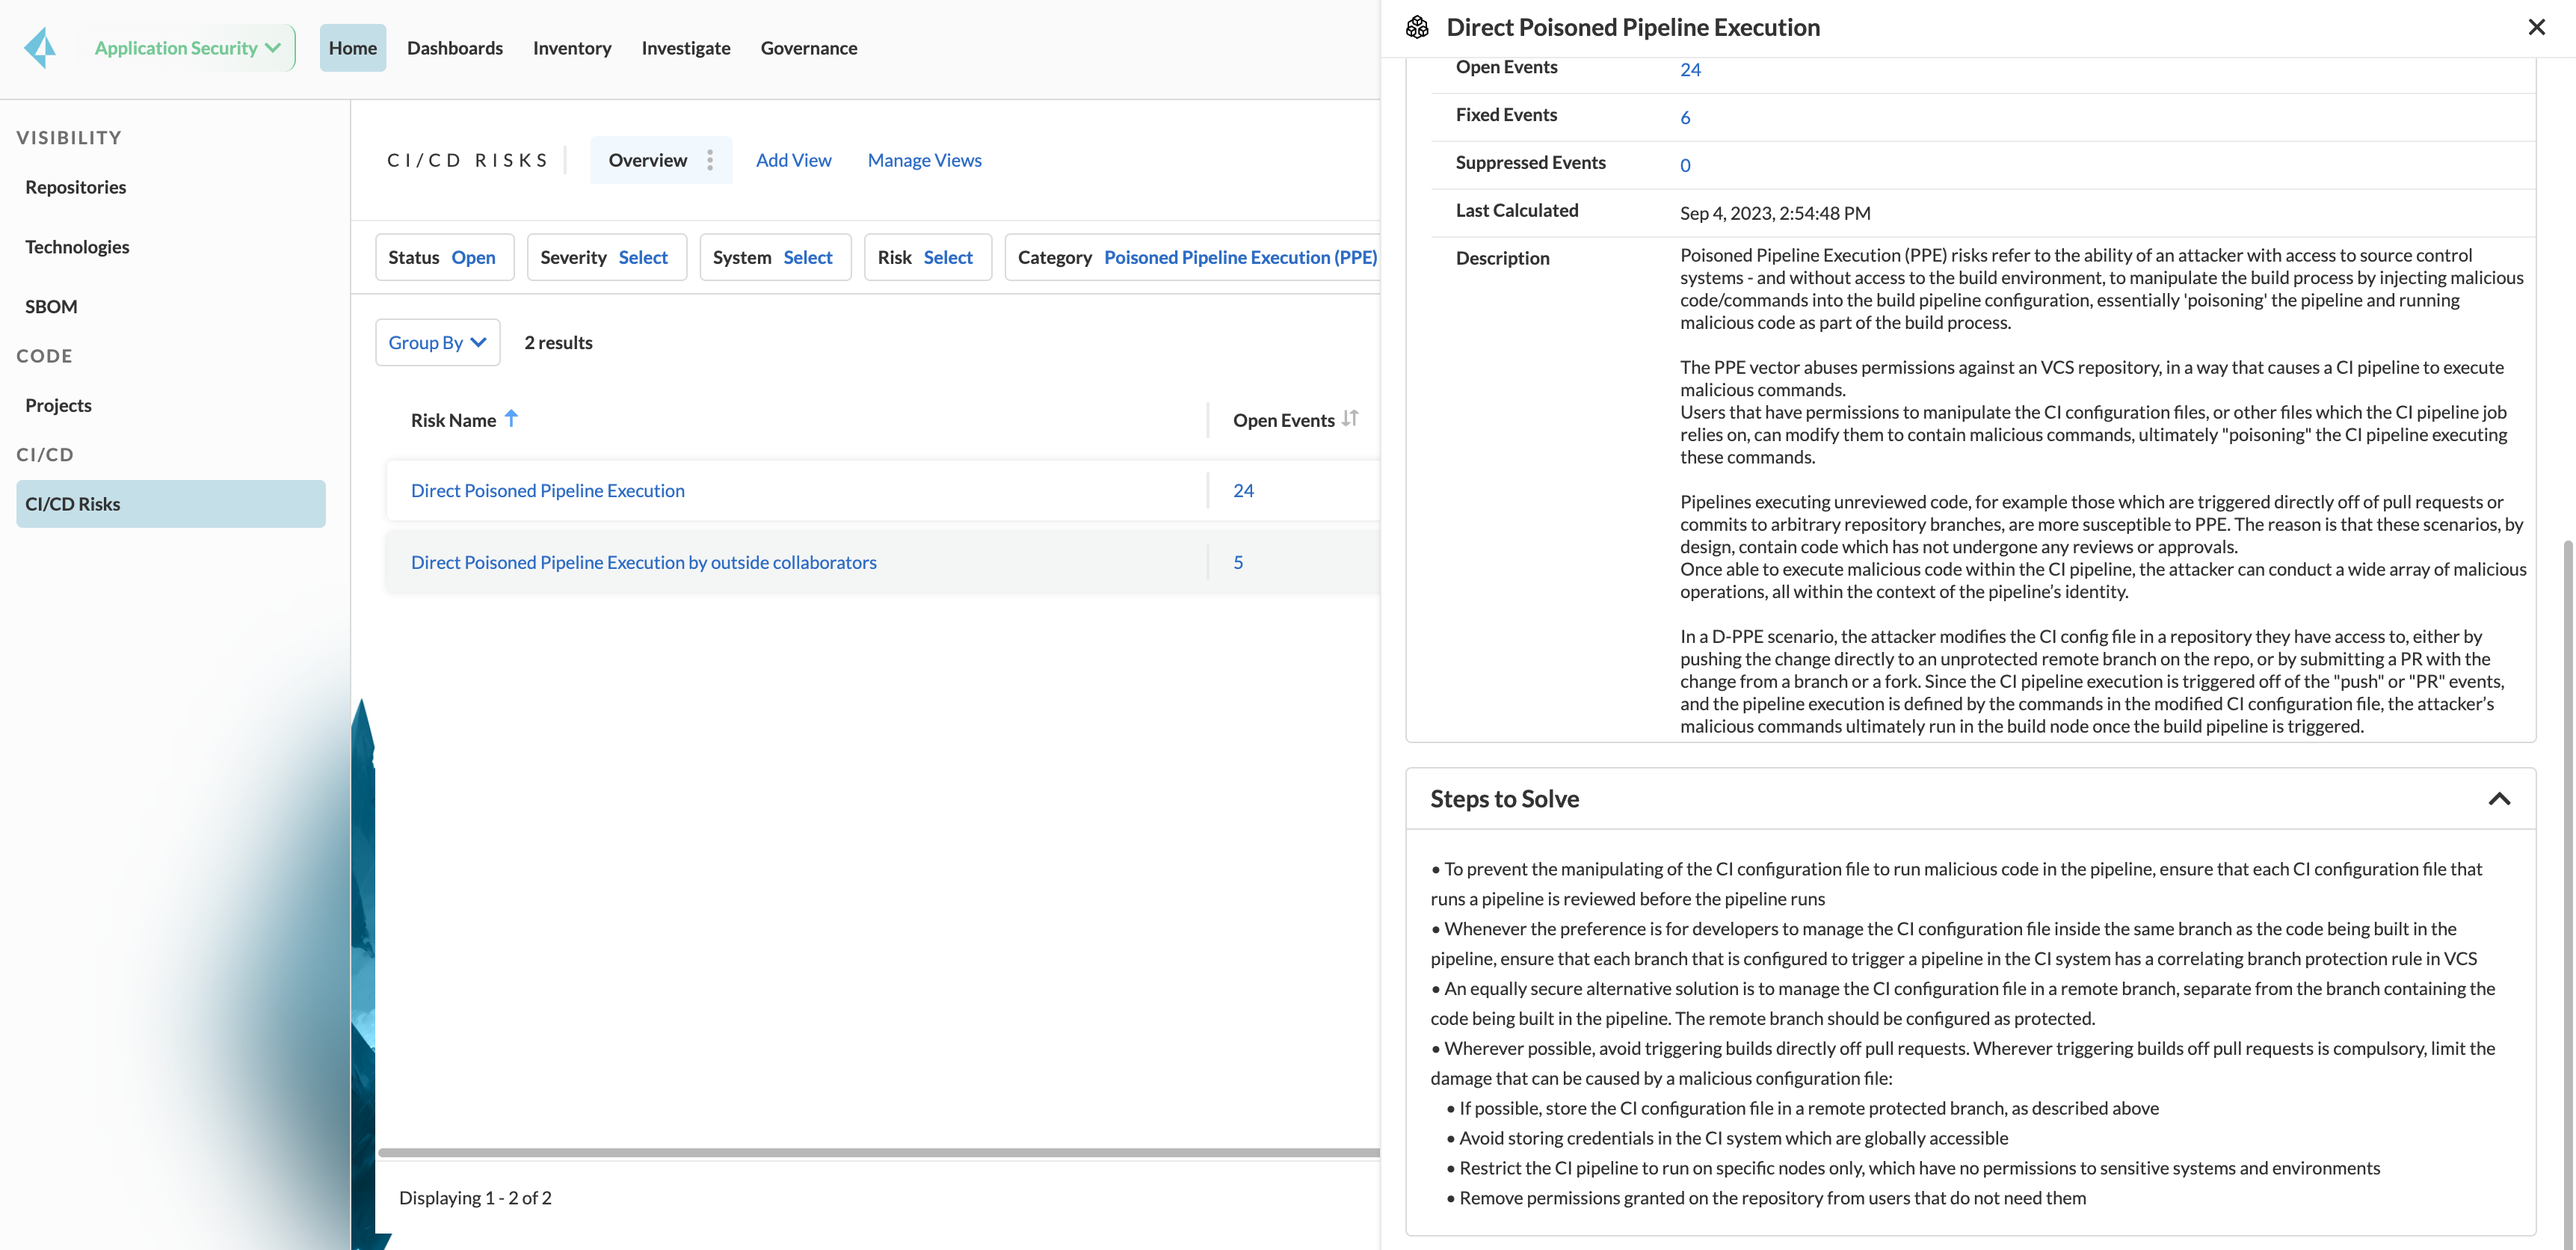 Application Security
Home
Dashboards
Inventory
Investigate
Governance
VISIBILITY
Repositories
Technologies
SBOM
CODE
Projects
CI/CD
CI/CD Risks
CI/CD RISKS
Overview
Add View
Manage Views
Status Open
Severity Select
System Select
Risk Select
Category Poisoned Pipeline Execution (PPE)
Group By
2 results
Risk Name
Open Events
Direct Poisoned Pipeline Execution
24
Direct Poisoned Pipeline Execution by outside collaborators
5
Displaying 1 - 2 of 2
Direct Poisoned Pipeline Execution
Open Events 24
Fixed Events 6
Suppressed Events 0
Last Calculated Sep 4, 2023, 2:54:48 PM
Description
Poisoned Pipeline Execution (PPE) risks refer to the ability of an attacker with access to source control
systems - and without access to the build environment, to manipulate the build process by injecting malicious
code/commands into the build pipeline configuration, essentially 'poisoning' the pipeline and running
malicious code as part of the build process.
The PPE vector abuses permissions against an VCS repository, in a way that causes a CI pipeline to execute
malicious commands.
Users that have permissions to manipulate the CI configuration files, or other files which the CI pipeline job
relies on, can modify them to contain malicious commands, ultimately "poisoning" the CI pipeline executing
these commands.
Pipelines executing unreviewed code, for example those which are triggered directly off of pull requests or
commits to arbitrary repository branches, are more susceptible to PPE. The reason is that these scenarios, by
design, contain code which has not undergone any reviews or approvals.
Once able to execute malicious code within the CI pipeline, the attacker can conduct a wide array of malicious
operations, all within the context of the pipeline’s identity.
In a D-PPE scenario, the attacker modifies the CI config file in a repository they have access to, either by
pushing the change directly to an unprotected remote branch on the repo, or by submitting a PR with the
change from a branch or a fork. Since the CI pipeline execution is triggered off of the "push" or "PR" events,
and the pipeline execution is defined by the commands in the modified CI configuration file, the attacker’s
malicious commands ultimately run in the build node once the build pipeline is triggered.
Steps to Solve
• To prevent the manipulating of the CI configuration file to run malicious code in the pipeline, ensure that each CI configuration file that
runs a pipeline is reviewed before the pipeline runs
• Whenever the preference is for developers to manage the CI configuration file inside the same branch as the code being built in the
pipeline, ensure that each branch that is configured to trigger a pipeline in the CI system has a correlating branch protection rule in VCS
• An equally secure alternative solution is to manage the CI configuration file in a remote branch, separate from the branch containing the
code being built in the pipeline. The remote branch should be configured as protected.
• Wherever possible, avoid triggering builds directly off pull requests. Wherever triggering builds off pull requests is compulsory, limit the
damage that can be caused by a malicious configuration file:
• If possible, store the CI configuration file in a remote protected branch, as described above
• Avoid storing credentials in the CI system which are globally accessible
• Restrict the CI pipeline to run on specific nodes only, which have no permissions to sensitive systems and environments
• Remove permissions granted on the repository from users that do not need them